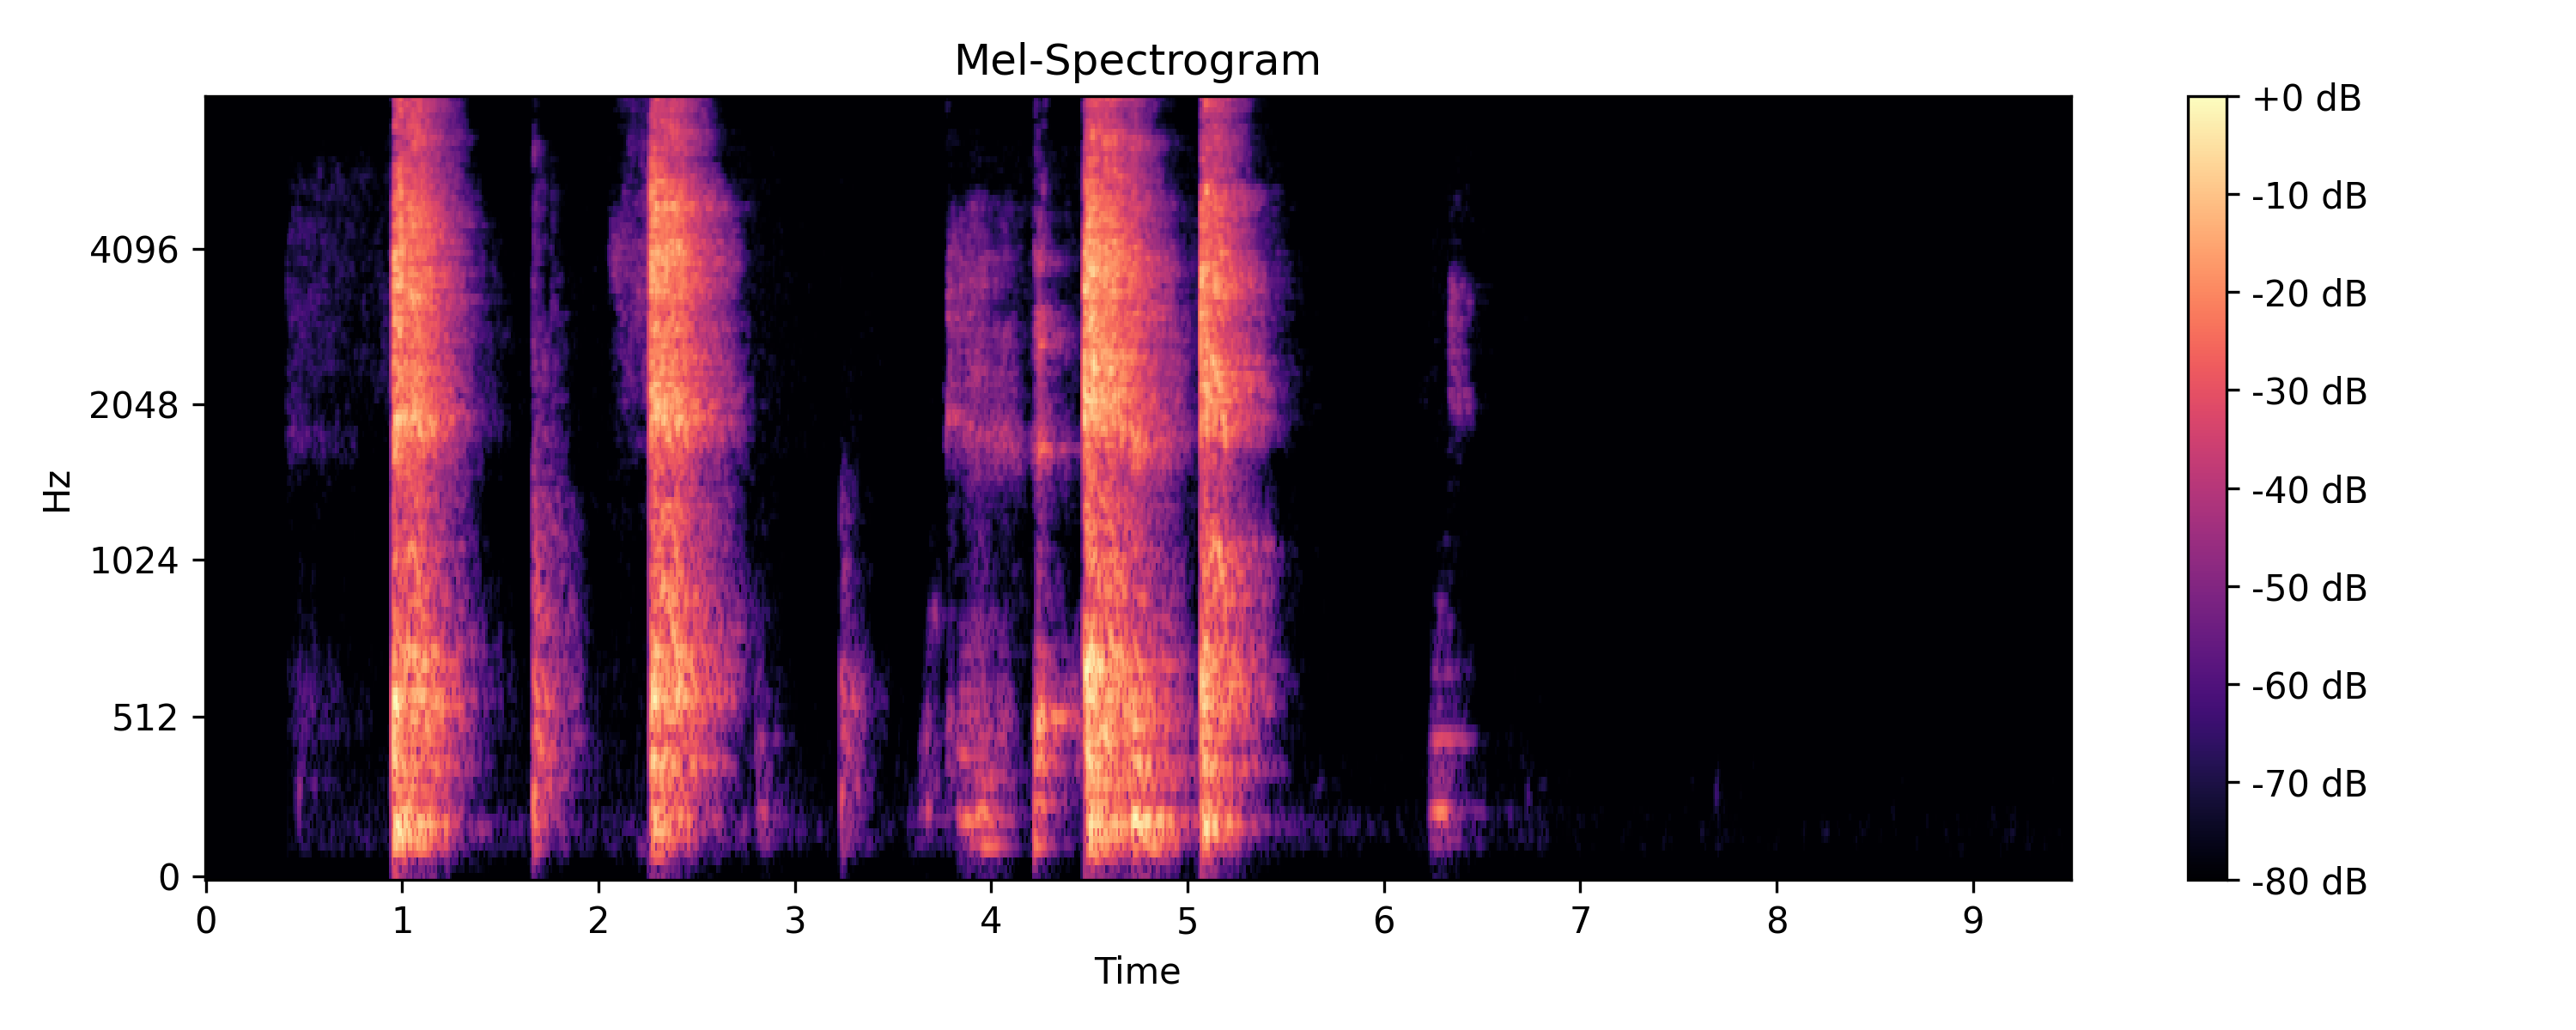 Mel-Spectrogram
Hz
4096
2048
1024
512
0
0 1 2 3 4 5 6 7 8 9
Time
+0 dB
-10 dB
-20 dB
-30 dB
-40 dB
-50 dB
-60 dB
-70 dB
-80 dB